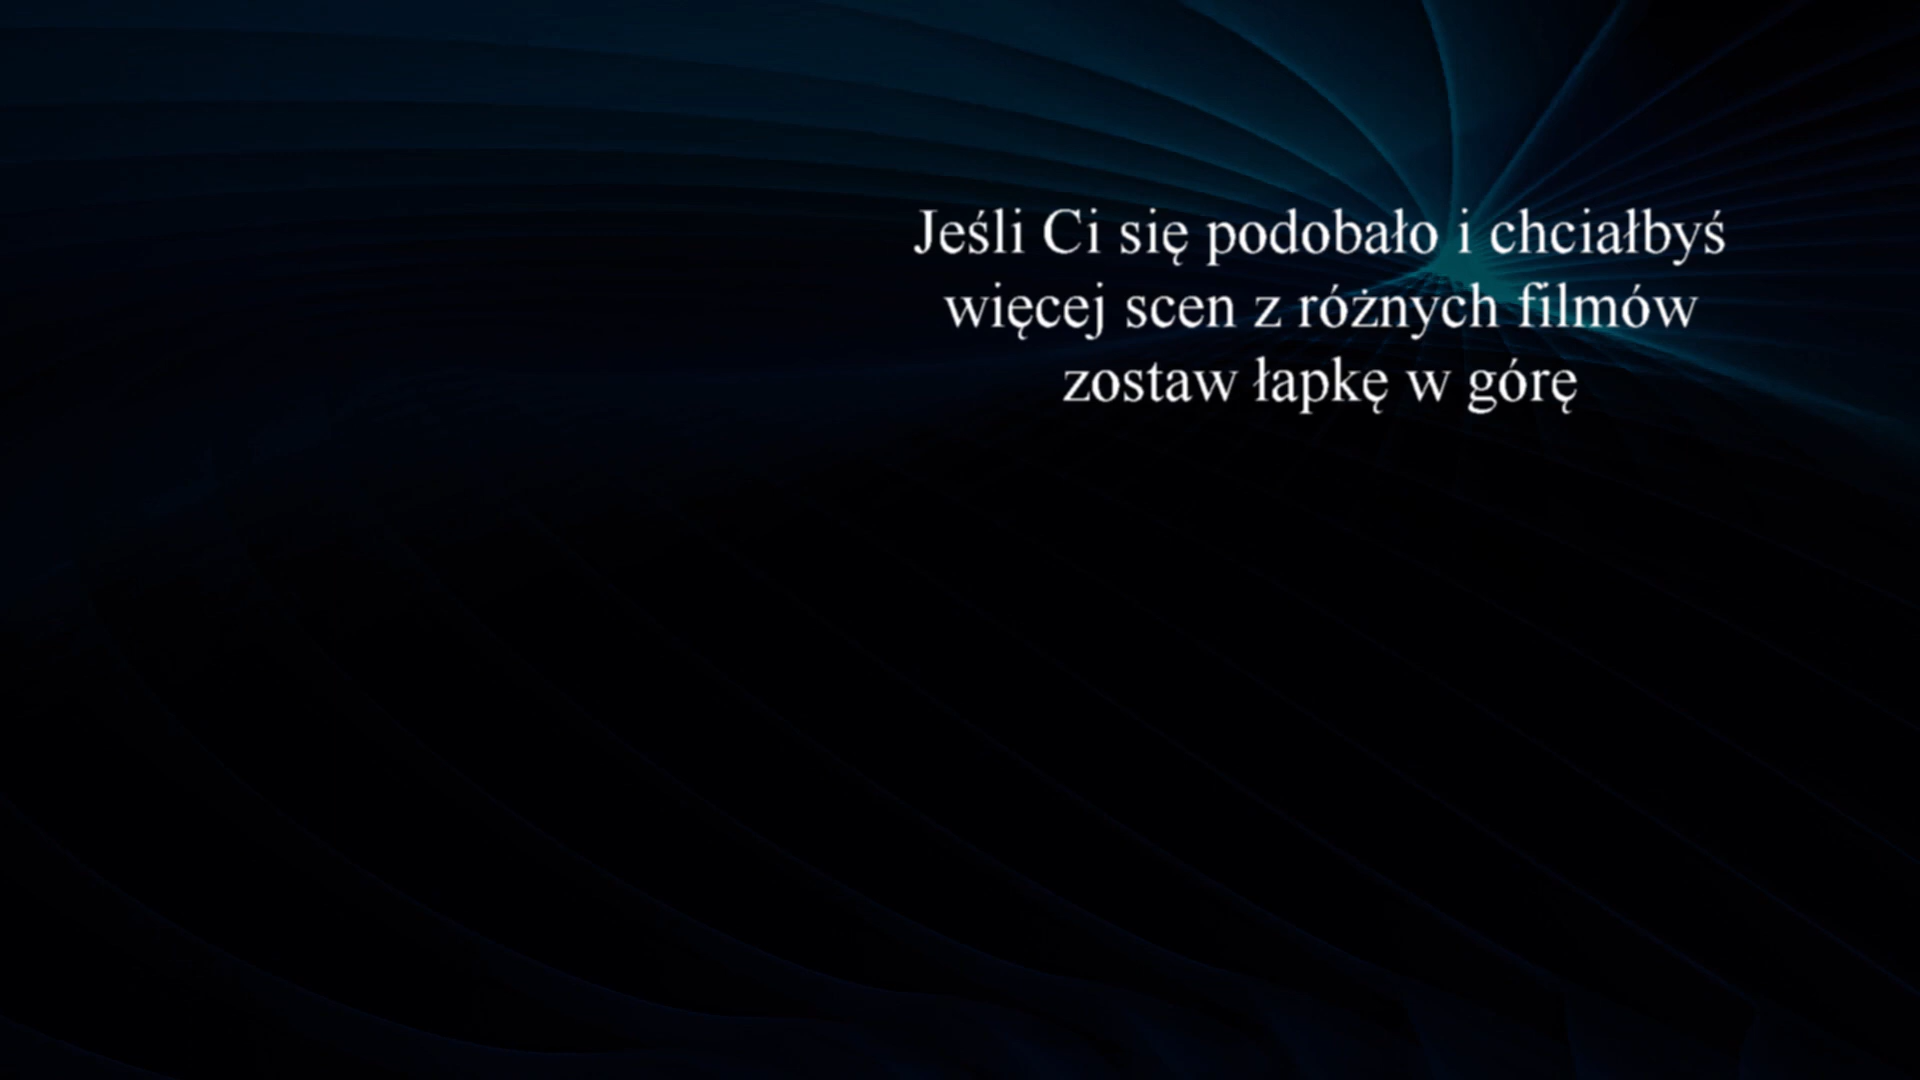 Jeśli Ci się podobało i chciałbyś
więcej scen z różnych filmów
zostaw łapkę w górę